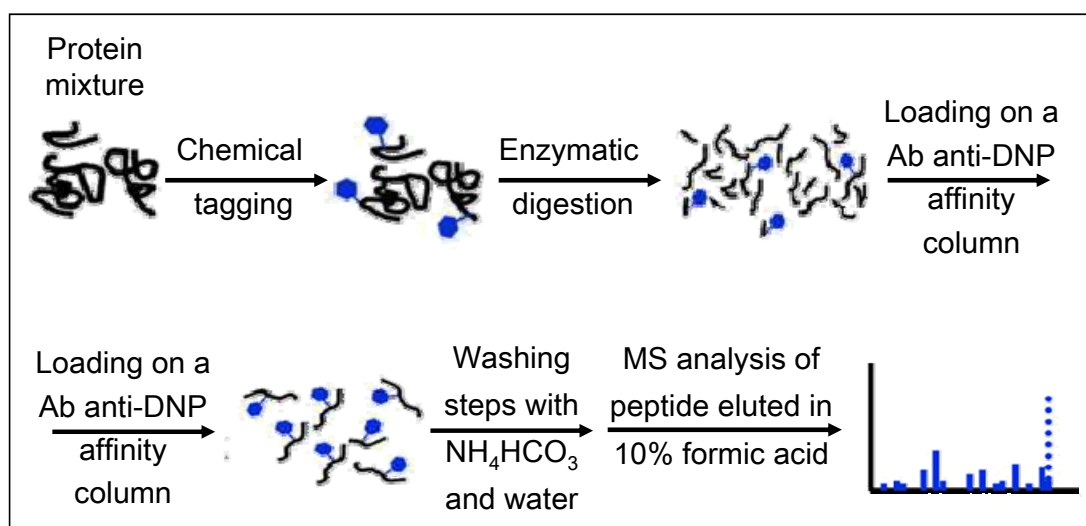 Protein
mixture
Chemical
tagging
Enzymatic
digestion
Loading on a
Ab anti-DNP
affinity
column
Loading on a
Ab anti-DNP
affinity
column
Washing
steps with
NH₄HCO₃
and water
MS analysis of
peptide eluted in
10% formic acid